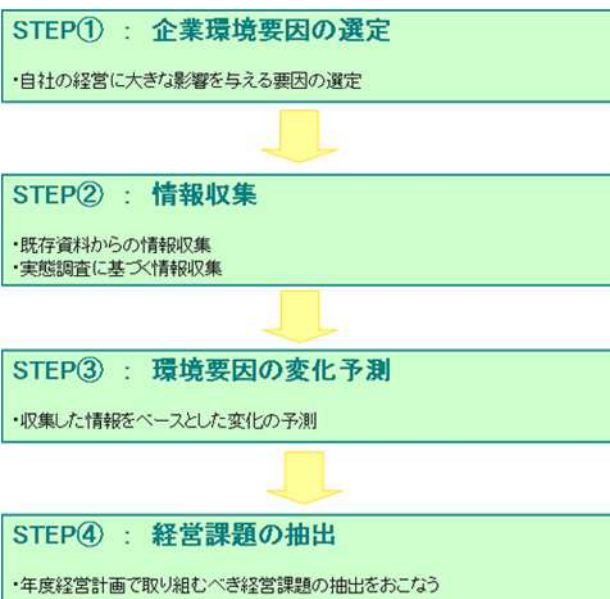 STEP① : 企業環境要因の選定
・自社の経営に大きな影響を与える要因の選定
STEP② : 情報収集
・既存資料からの情報収集
・実態調査に基づく情報収集
STEP③ : 環境要因の変化予測
・収集した情報をベースとした変化の予測
STEP④ : 経営課題の抽出
・年度経営計画で取り組むべき経営課題の抽出をおこなう